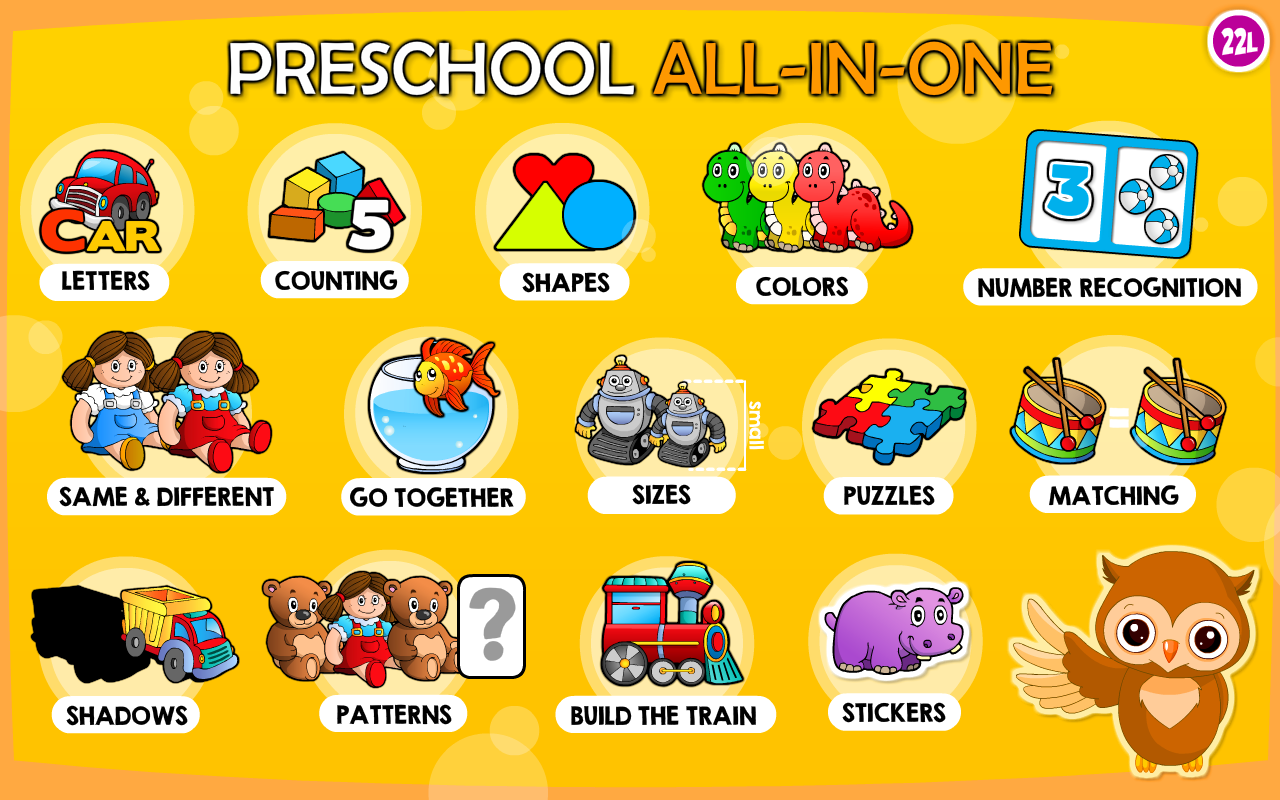 PRESCHOOL ALL-IN-ONE
22L
CAR
5
3
LETTERS
COUNTING
SHAPES
COLORS
NUMBER RECOGNITION
small
=
SAME & DIFFERENT
GO TOGETHER
SIZES
PUZZLES
MATCHING
?
SHADOWS
PATTERNS
BUILD THE TRAIN
STICKERS